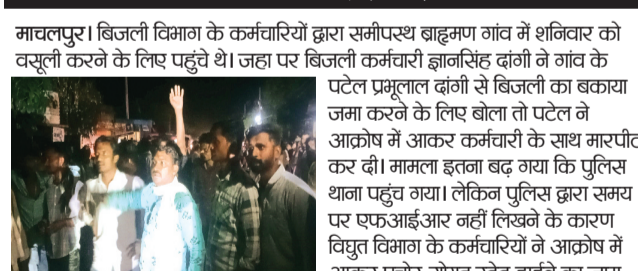 माचलपुर। बिजली विभाग के कर्मचारियों द्वारा समीपस्थ ब्राह्मण गांव में शनिवार को
वसूली करने के लिए पहुंचे थे। जहा पर बिजली कर्मचारी ज्ञानसिंह दांगी ने गांव के
पटेल प्रभूलाल दांगी से बिजली का बकाया
जमा करने के लिए बोला तो पटेल ने
आक्रोष में आकर कर्मचारी के साथ मारपीट
कर दी। मामला इतना बढ़ गया कि पुलिस
थाना पहुंच गया। लेकिन पुलिस द्वारा समय
पर एफआईआर नहीं लिखने के कारण
विघुत विभाग के कर्मचारियों ने आक्रोष में